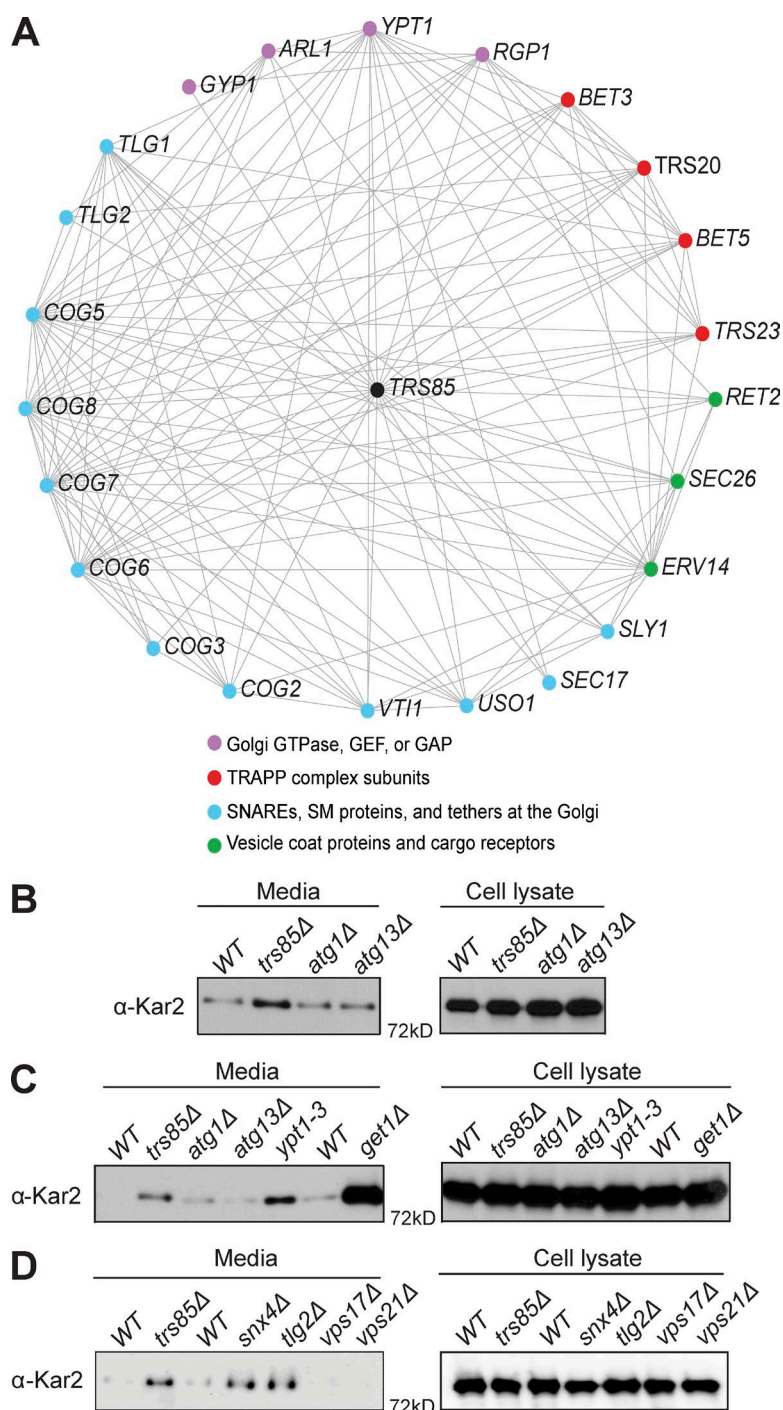 A
YPT1
ARL1
RGP1
GYP1
BET3
TLG1
TRS20
TLG2
BET5
COG5
TRS23
TRS85
RET2
COG8
COG7
SEC26
COG6
ERV14
SLY1
COG3
SEC17
COG2
VTI1
USO1
Golgi GTPase, GEF, or GAP
TRAPP complex subunits
SNAREs, SM proteins, and tethers at the Golgi
Vesicle coat proteins and cargo receptors
B
Media Cell lysate
WT trs85Δ atg1Δ atg13Δ WT trs85Δ atg1Δ atg13Δ
α-Kar2
72kD
C
Media Cell lysate
WT trs85Δ atg1Δ atg13Δ ypt1-3 WT get1Δ WT trs85Δ atg1Δ atg13Δ ypt1-3 WT get1Δ
α-Kar2
72kD
D
Media Cell lysate
WT trs85Δ WT snx4Δ tlg2Δ vps17Δ vps21Δ WT trs85Δ WT snx4Δ tlg2Δ vps17Δ vps21Δ
α-Kar2
72kD